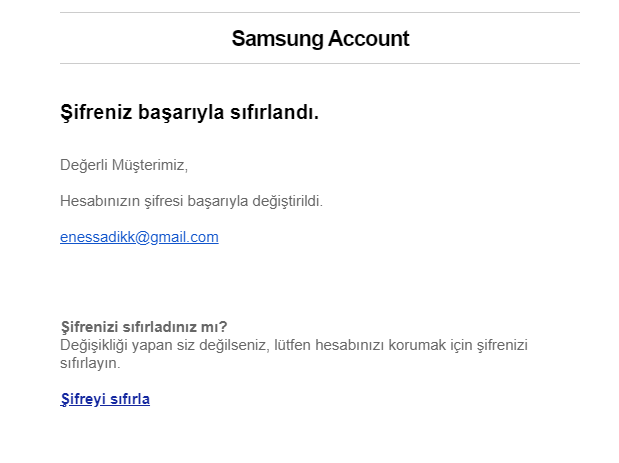 Samsung Account
Şifreniz başarıyla sıfırlandı.
Değerli Müşterimiz,
Hesabınızın şifresi başarıyla değiştirildi.
enessadikk@gmail.com
Şifrenizi sıfırladınız mı?
Değişikliği yapan siz değilseniz, lütfen hesabınızı korumak için şifrenizi
sıfırlayın.
Şifreyi sıfırla